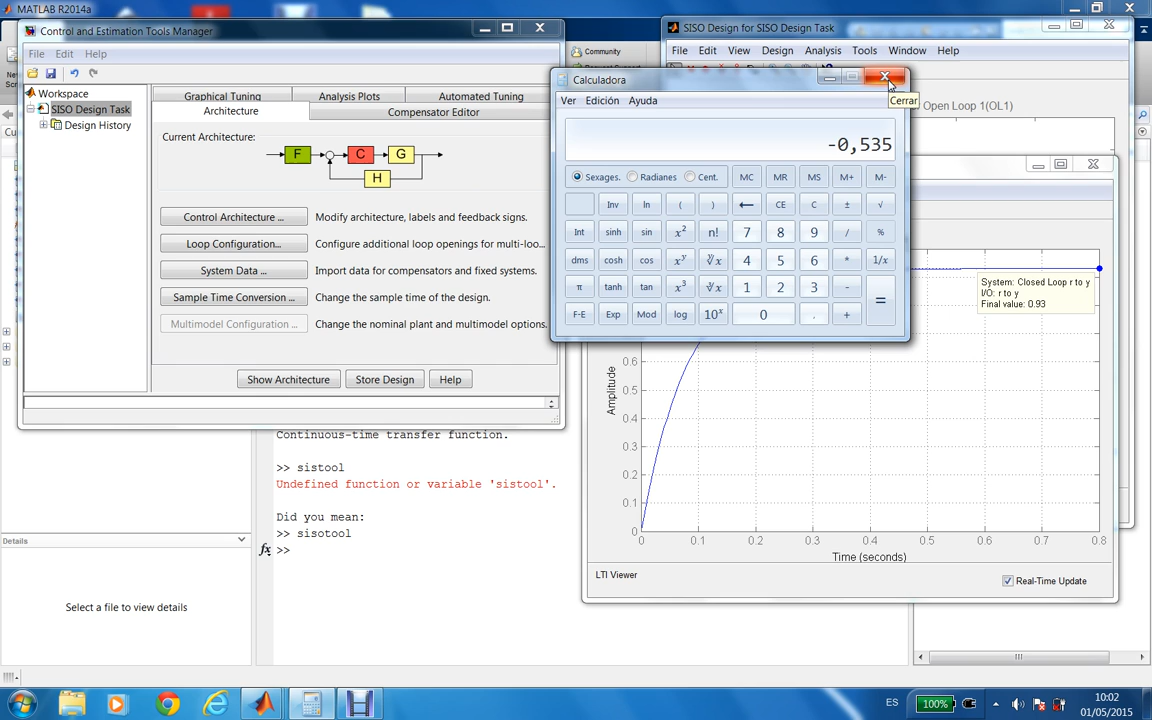 MATLAB R2014a
Control and Estimation Tools Manager
File Edit Help
Workspace
SISO Design Task
Design History
Graphical Tuning
Analysis Plots
Automated Tuning
Architecture
Compensator Editor
Current Architecture:
F
C
G
H
Control Architecture ...
Modify architecture, labels and feedback signs.
Loop Configuration...
Configure additional loop openings for multi-loo...
System Data ...
Import data for compensators and fixed systems.
Sample Time Conversion ...
Change the sample time of the design.
Multimodel Configuration ...
Change the nominal plant and multimodel options.
Show Architecture
Store Design
Help
Community
SISO Design for SISO Design Task
File Edit View Design Analysis Tools Window Help
Open Loop 1(OL1)
Calculadora
Cerrar
Ver Edición Ayuda
-0,535
Sexages. Radianes Cent. MC MR MS M+ M-
Inv ln ( ) ← CE C ± √
Int sinh sin x² n! 7 8 9 / %
dms cosh cos xʸ ʸ√x 4 5 6 * 1/x
π tanh tan x³ ³√x 1 2 3 - =
F-E Exp Mod log 10ˣ 0 . +
System: Closed Loop r to y
I/O: r to y
Final value: 0.93
Amplitude
0.6
0.5
0.4
0.3
0.2
0.1
0
0 0.1 0.2 0.3 0.4 0.5 0.6 0.7 0.8
Time (seconds)
LTI Viewer
Real-Time Update
Continuous-time transfer function.
>> sistool
Undefined function or variable 'sistool'.
Did you mean:
>> sisotool
fx >>
Details
Select a file to view details
ES
100%
10:02
01/05/2015